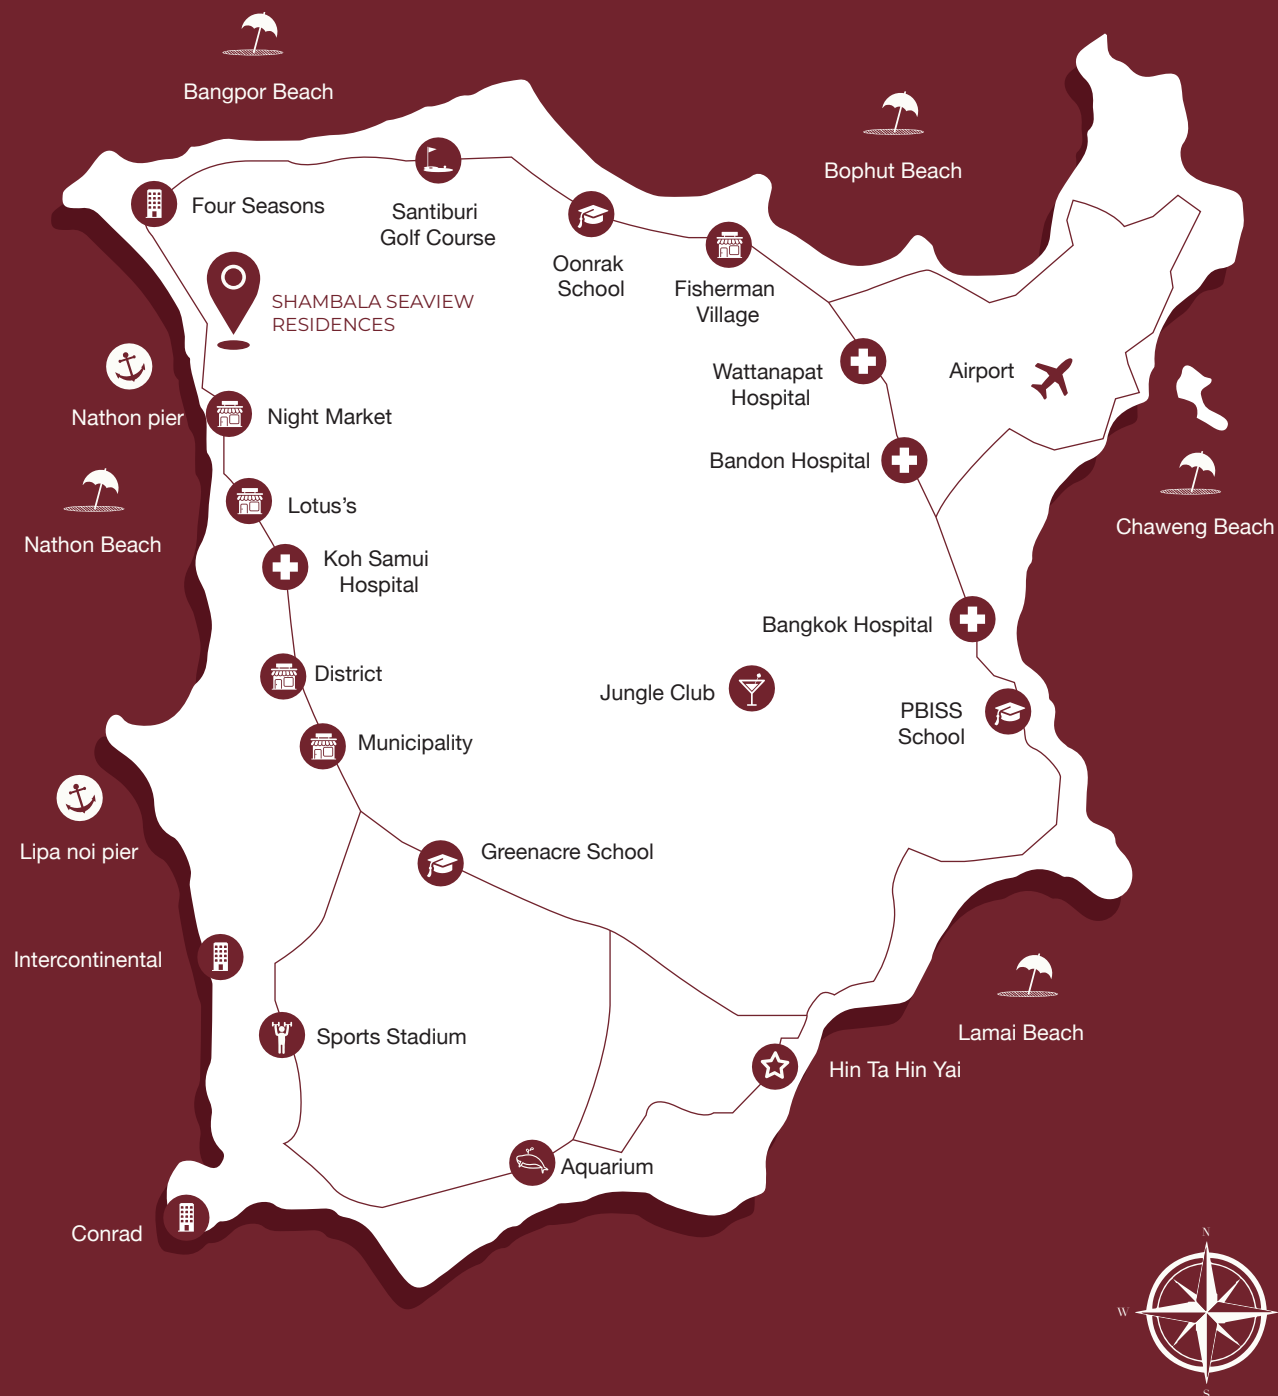 Bangpor Beach
Bophut Beach
Four Seasons
Santiburi
Golf Course
Oonrak
School
Fisherman
Village
SHAMBALA SEAVIEW
RESIDENCES
Wattanapat
Hospital
Airport
Nathon pier
Night Market
Bandon Hospital
Lotus's
Nathon Beach
Chaweng Beach
Koh Samui
Hospital
Bangkok Hospital
District
Jungle Club
PBISS
School
Municipality
Lipa noi pier
Greenacre School
Intercontinental
Sports Stadium
Lamai Beach
Hin Ta Hin Yai
Aquarium
Conrad
N
W
S